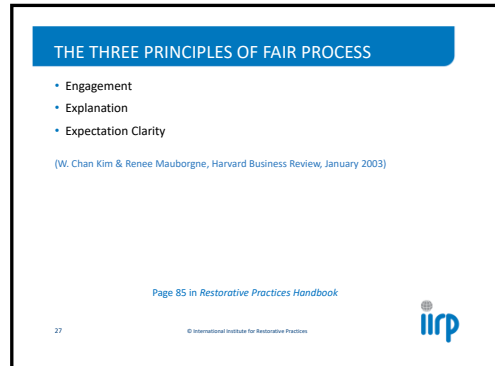 THE THREE PRINCIPLES OF FAIR PROCESS
• Engagement
• Explanation
• Expectation Clarity
(W. Chan Kim & Renee Mauborgne, Harvard Business Review, January 2003)
Page 85 in Restorative Practices Handbook
27
© International Institute for Restorative Practices
iirp